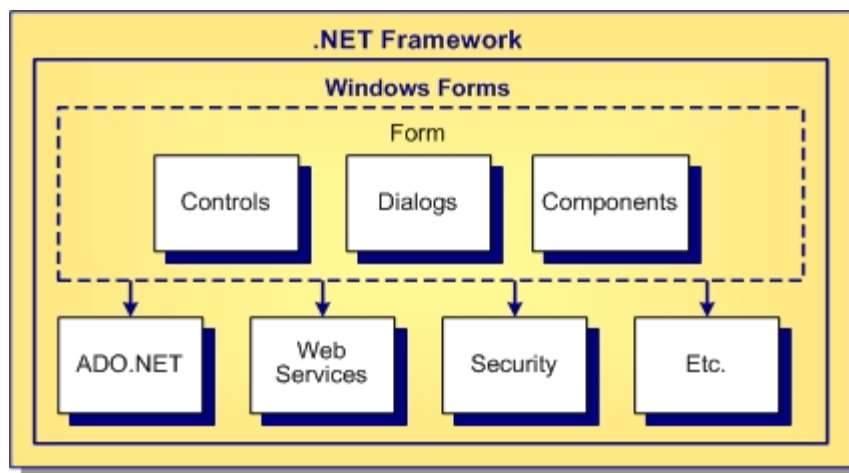 .NET Framework
Windows Forms
Form
Controls
Dialogs
Components
ADO.NET
Web
Services
Security
Etc.